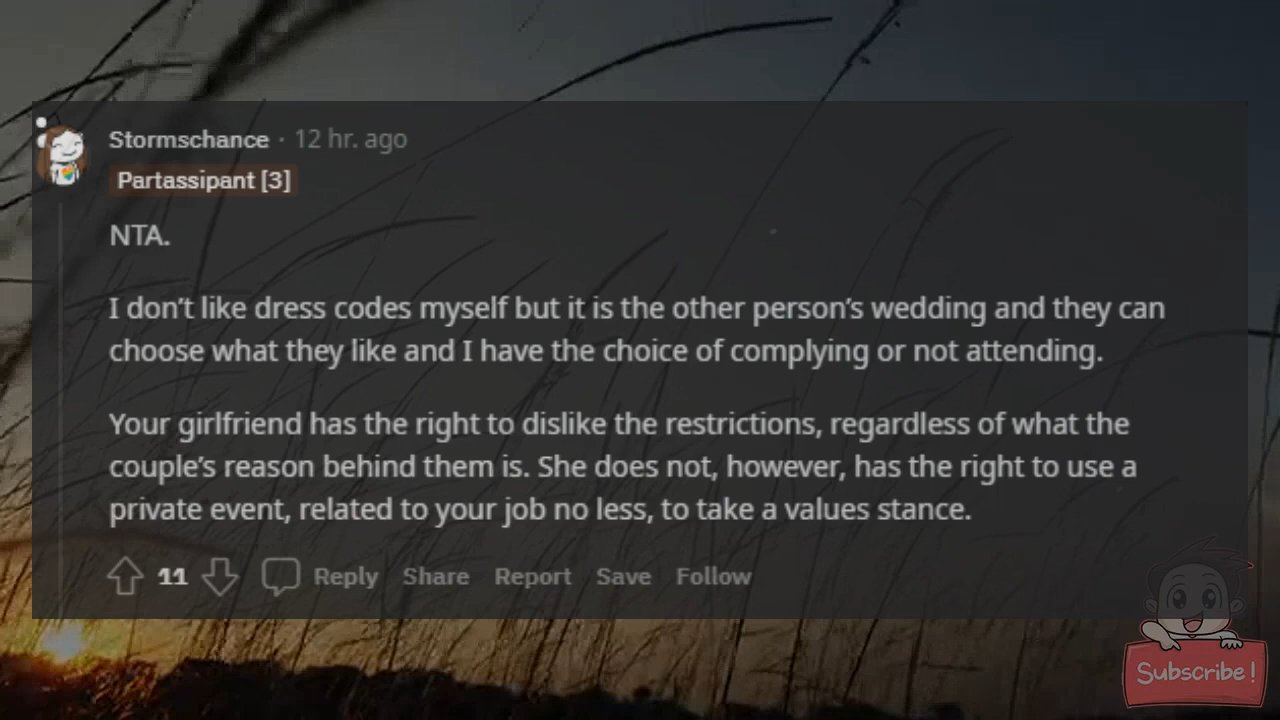 Stormschance · 12 hr. ago
Partassipant [3]
NTA.
I don’t like dress codes myself but it is the other person’s wedding and they can
choose what they like and I have the choice of complying or not attending.
Your girlfriend has the right to dislike the restrictions, regardless of what the
couple’s reason behind them is. She does not, however, has the right to use a
private event, related to your job no less, to take a values stance.
11 Reply Share Report Save Follow
Subscribe!